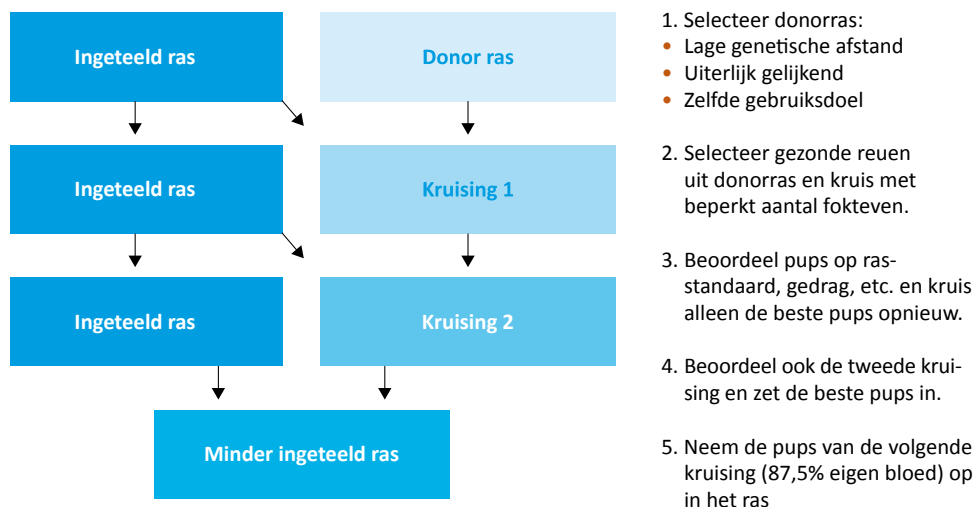 Ingeteeld ras
Donor ras
Ingeteeld ras
Kruising 1
Ingeteeld ras
Kruising 2
Minder ingeteeld ras
1. Selecteer donorras:
• Lage genetische afstand
• Uiterlijk gelijkend
• Zelfde gebruiksdoel
2. Selecteer gezonde reuen
uit donorras en kruis met
beperkt aantal fokteven.
3. Beoordeel pups op ras-
standaard, gedrag, etc. en kruis
alleen de beste pups opnieuw.
4. Beoordeel ook de tweede krui-
sing en zet de beste pups in.
5. Neem de pups van de volgende
kruising (87,5% eigen bloed) op
in het ras